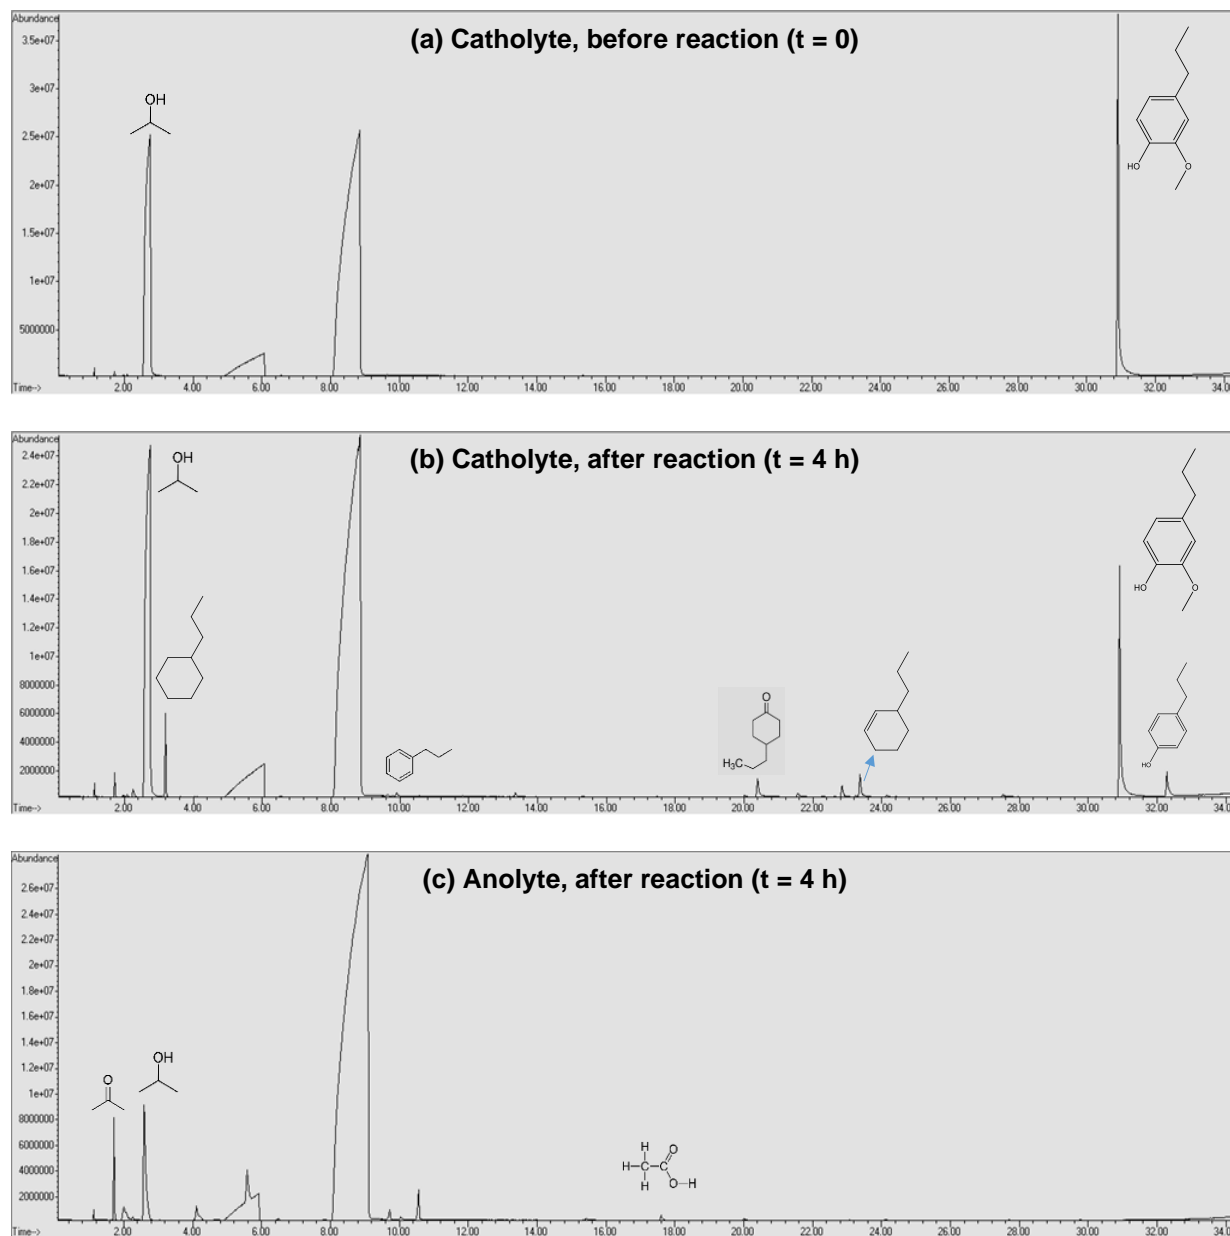 Abundance
(a) Catholyte, before reaction (t = 0)
3.5e+07
3e+07
OH
2.5e+07
2e+07
HO
O
1.5e+07
1e+07
5000000
Time--> 2.00 4.00 6.00 8.00 10.00 12.00 14.00 16.00 18.00 20.00 22.00 24.00 26.00 28.00 30.00 32.00 34.00
Abundance
(b) Catholyte, after reaction (t = 4 h)
2.4e+07
OH
2.2e+07
2e+07
1.8e+07
1.6e+07
HO
O
1.4e+07
1.2e+07
1e+07
8000000
O
6000000
4000000
H₃C
HO
2000000
Time--> 2.00 4.00 6.00 8.00 10.00 12.00 14.00 16.00 18.00 20.00 22.00 24.00 26.00 28.00 30.00 32.00 34.00
Abundance
(c) Anolyte, after reaction (t = 4 h)
2.6e+07
2.4e+07
2.2e+07
2e+07
1.8e+07
1.6e+07
1.4e+07
1.2e+07
OH
1e+07
O
8000000
6000000
H O
4000000
H C C
H O H
2000000
Time--> 2.00 4.00 6.00 8.00 10.00 12.00 14.00 16.00 18.00 20.00 22.00 24.00 26.00 28.00 30.00 32.00 34.00